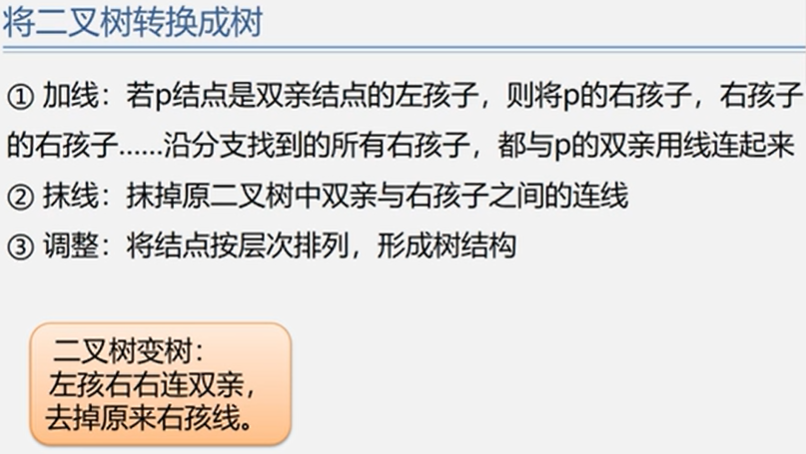 将二叉树转换成树
① 加线：若p结点是双亲结点的左孩子，则将p的右孩子，右孩子
的右孩子……沿分支找到的所有右孩子，都与p的双亲用线连起来
② 抹线：抹掉原二叉树中双亲与右孩子之间的连线
③ 调整：将结点按层次排列，形成树结构
二叉树变树：
左孩右右连双亲，
去掉原来右孩线。